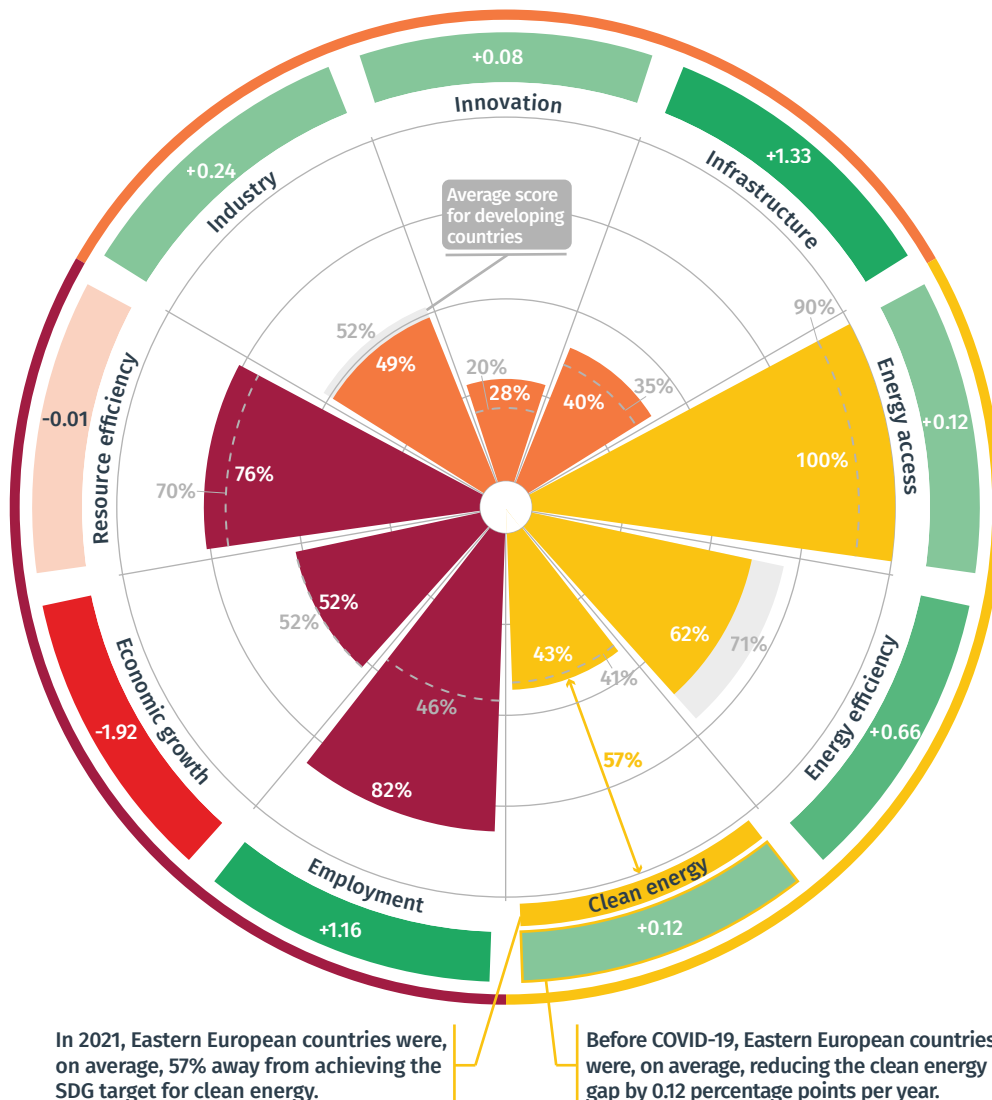 +0.08
Innovation
+0.24
Industry
+1.33
Infrastructure
Average score
for developing
countries
52%
49%
20%
28%
40%
35%
90%
100%
Energy access
+0.12
-0.01
Resource efficiency
76%
70%
52%
52%
62%
71%
43%
41%
46%
82%
57%
Economic growth
-1.92
Energy efficiency
+0.66
Employment
+1.16
Clean energy
+0.12
In 2021, Eastern European countries were,
on average, 57% away from achieving the
SDG target for clean energy.
Before COVID-19, Eastern European countries
were, on average, reducing the clean energy
gap by 0.12 percentage points per year.